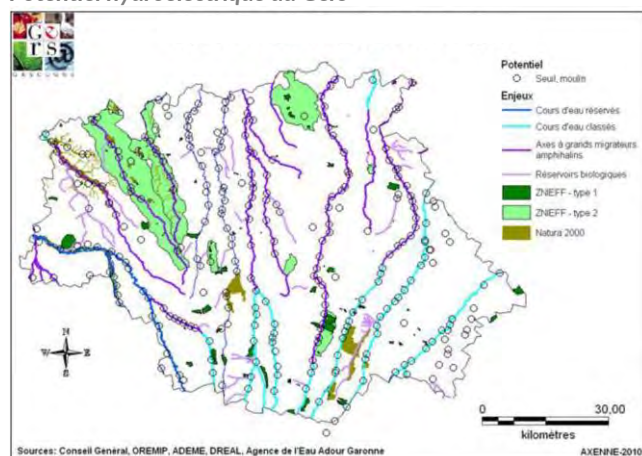 Potentiel hydroélectrique du Gers
Gers
GASCOGNE
Potentiel
Seuil, moulin
Enjeux
Cours d'eau réservés
Cours d'eau classés
Axes à grands migrateurs
amphihalins
Réservoirs biologiques
ZNIEFF - type 1
ZNIEFF - type 2
Natura 2000
N
W E
S
0 30,00
kilomètres
Sources: Conseil Général, OREMIP, ADEME, DREAL, Agence de l'Eau Adour Garonne
AXENNE-2010